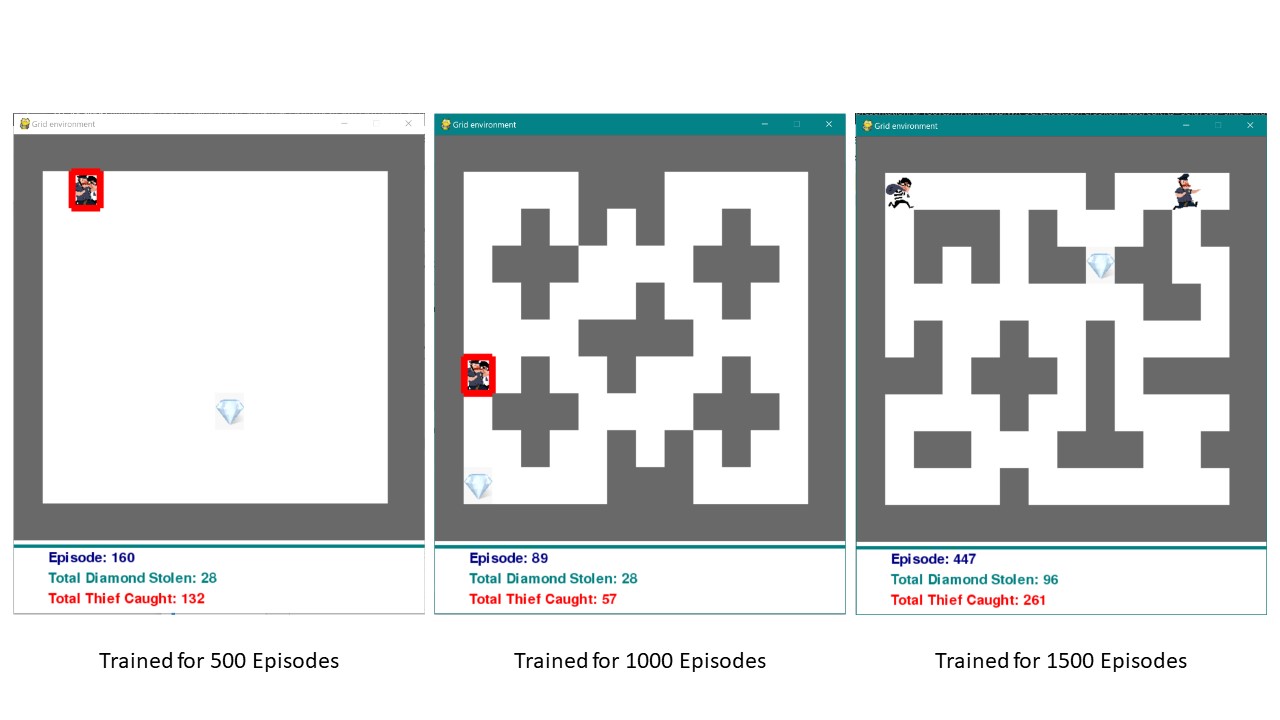 Grid environment
Episode: 160
Total Diamond Stolen: 28
Total Thief Caught: 132
Trained for 500 Episodes
Grid environment
Episode: 89
Total Diamond Stolen: 28
Total Thief Caught: 57
Trained for 1000 Episodes
Grid environment
Episode: 447
Total Diamond Stolen: 96
Total Thief Caught: 261
Trained for 1500 Episodes